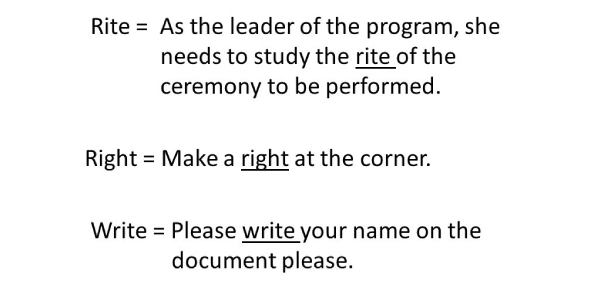 Rite = As the leader of the program, she
needs to study the rite of the
ceremony to be performed.
Right = Make a right at the corner.
Write = Please write your name on the
document please.